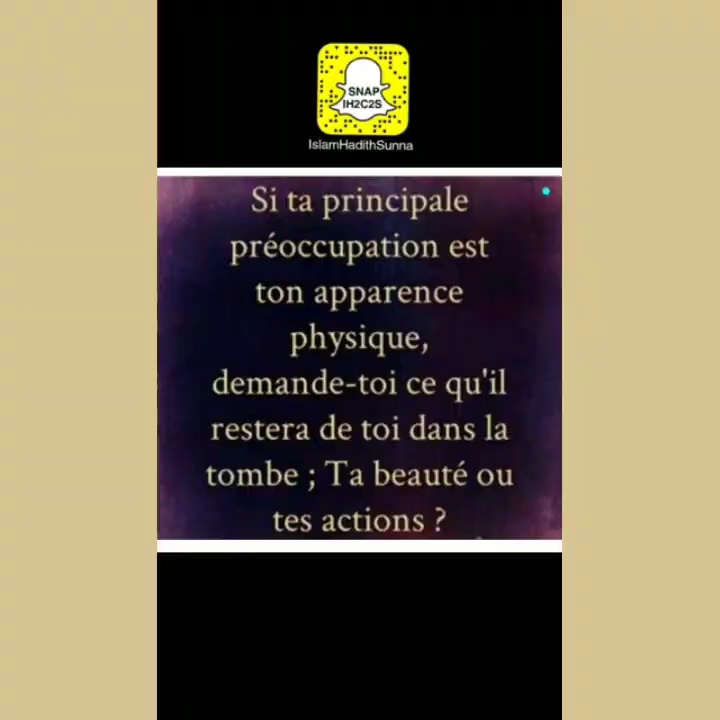 SNAP
IH2C2S
IslamHadithSunna
Si ta principale
préoccupation est
ton apparence
physique,
demande-toi ce qu'il
restera de toi dans la
tombe ; Ta beauté ou
tes actions ?